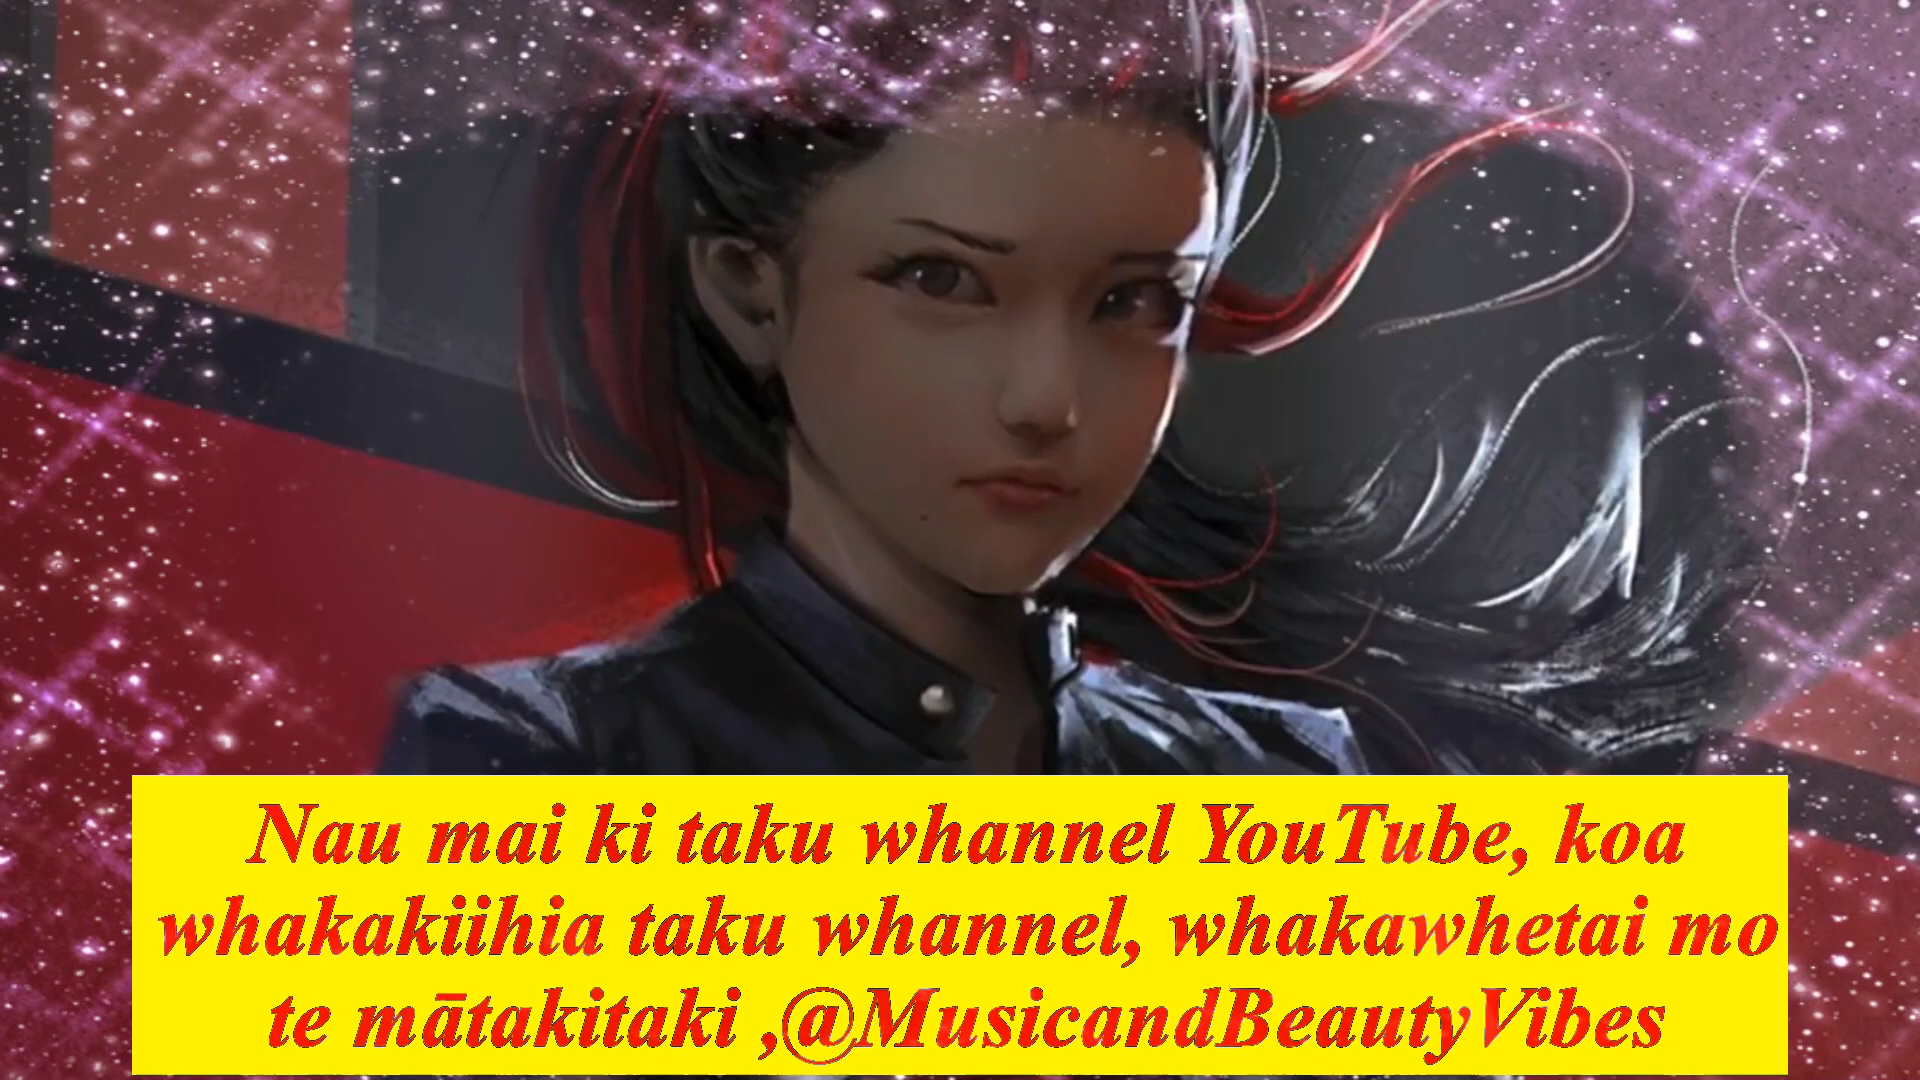 Nau mai ki taku whannel YouTube, koa
whakakiihia taku whannel, whakawhetai mo
te mātakitaki ,@MusicandBeautyVibes